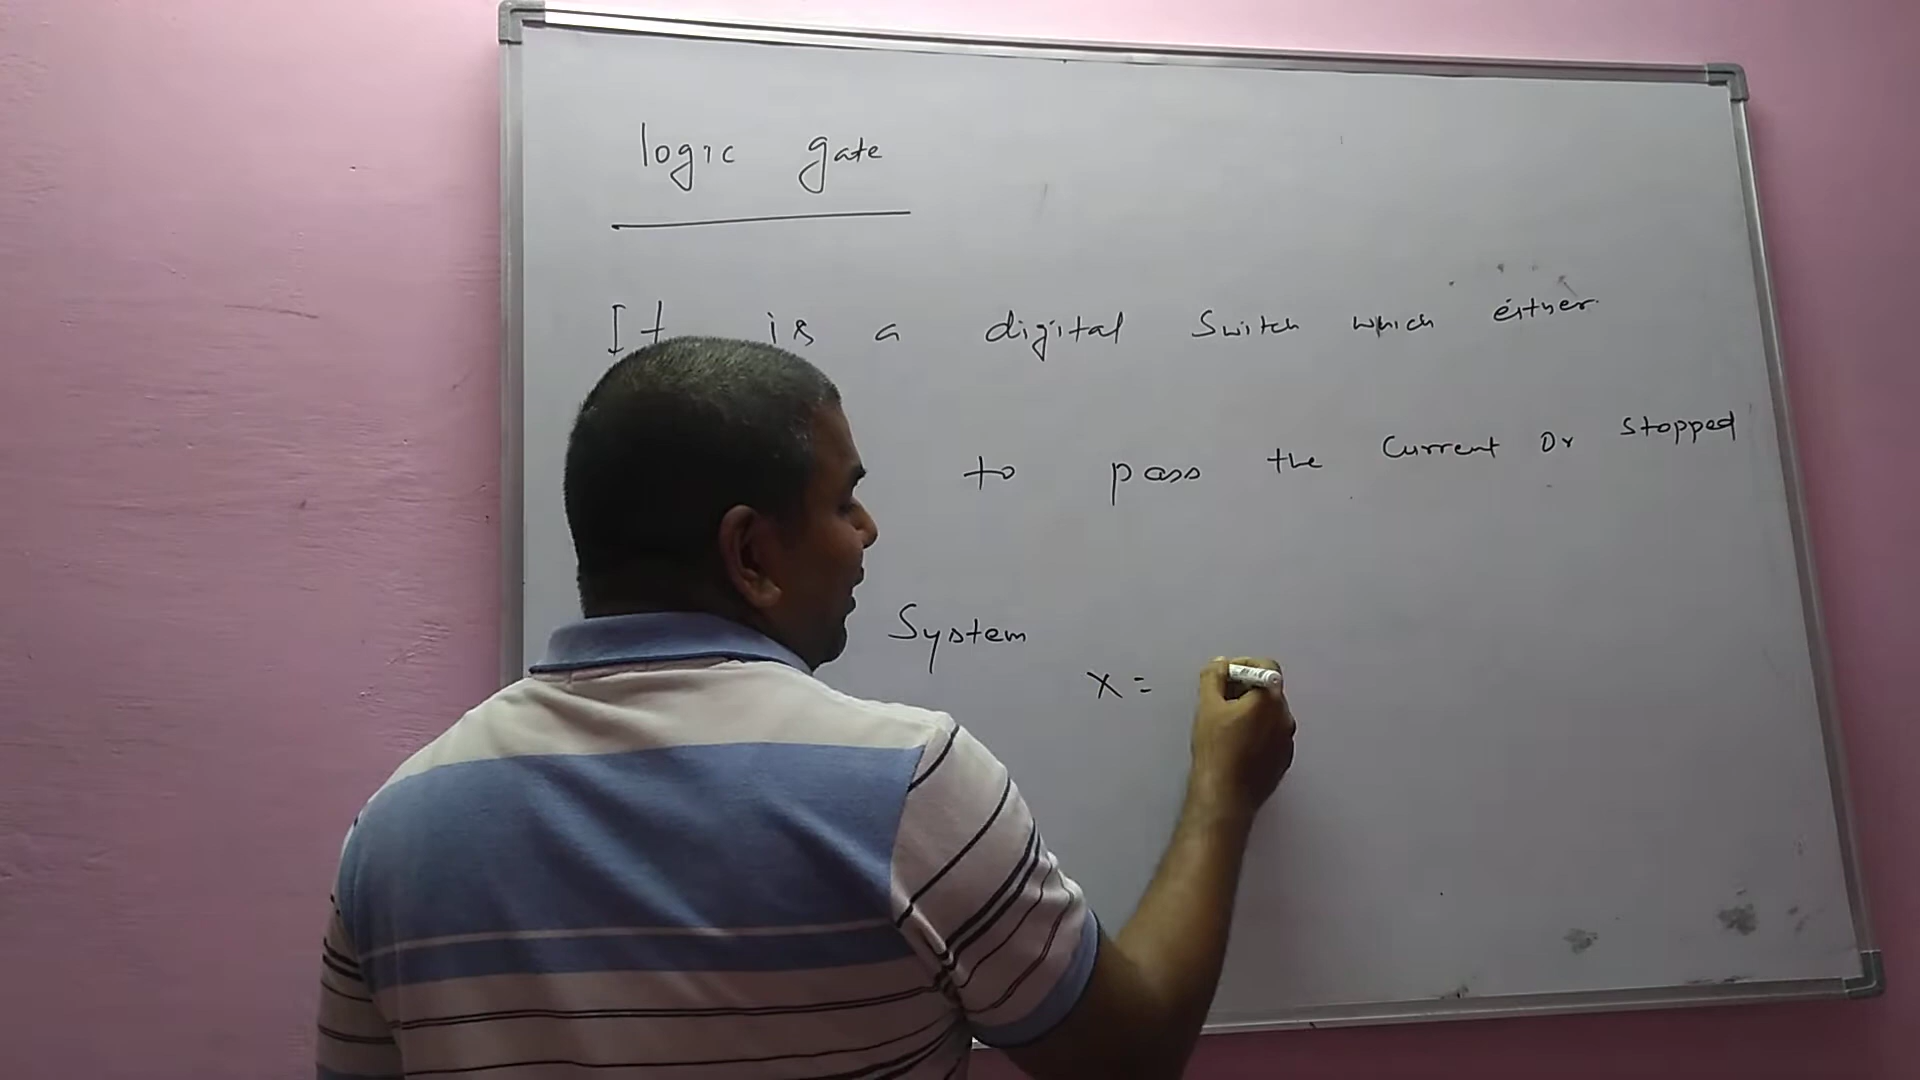 logic gate
It is a digital Switch which either
to pass the Current Or stopped
System
x =